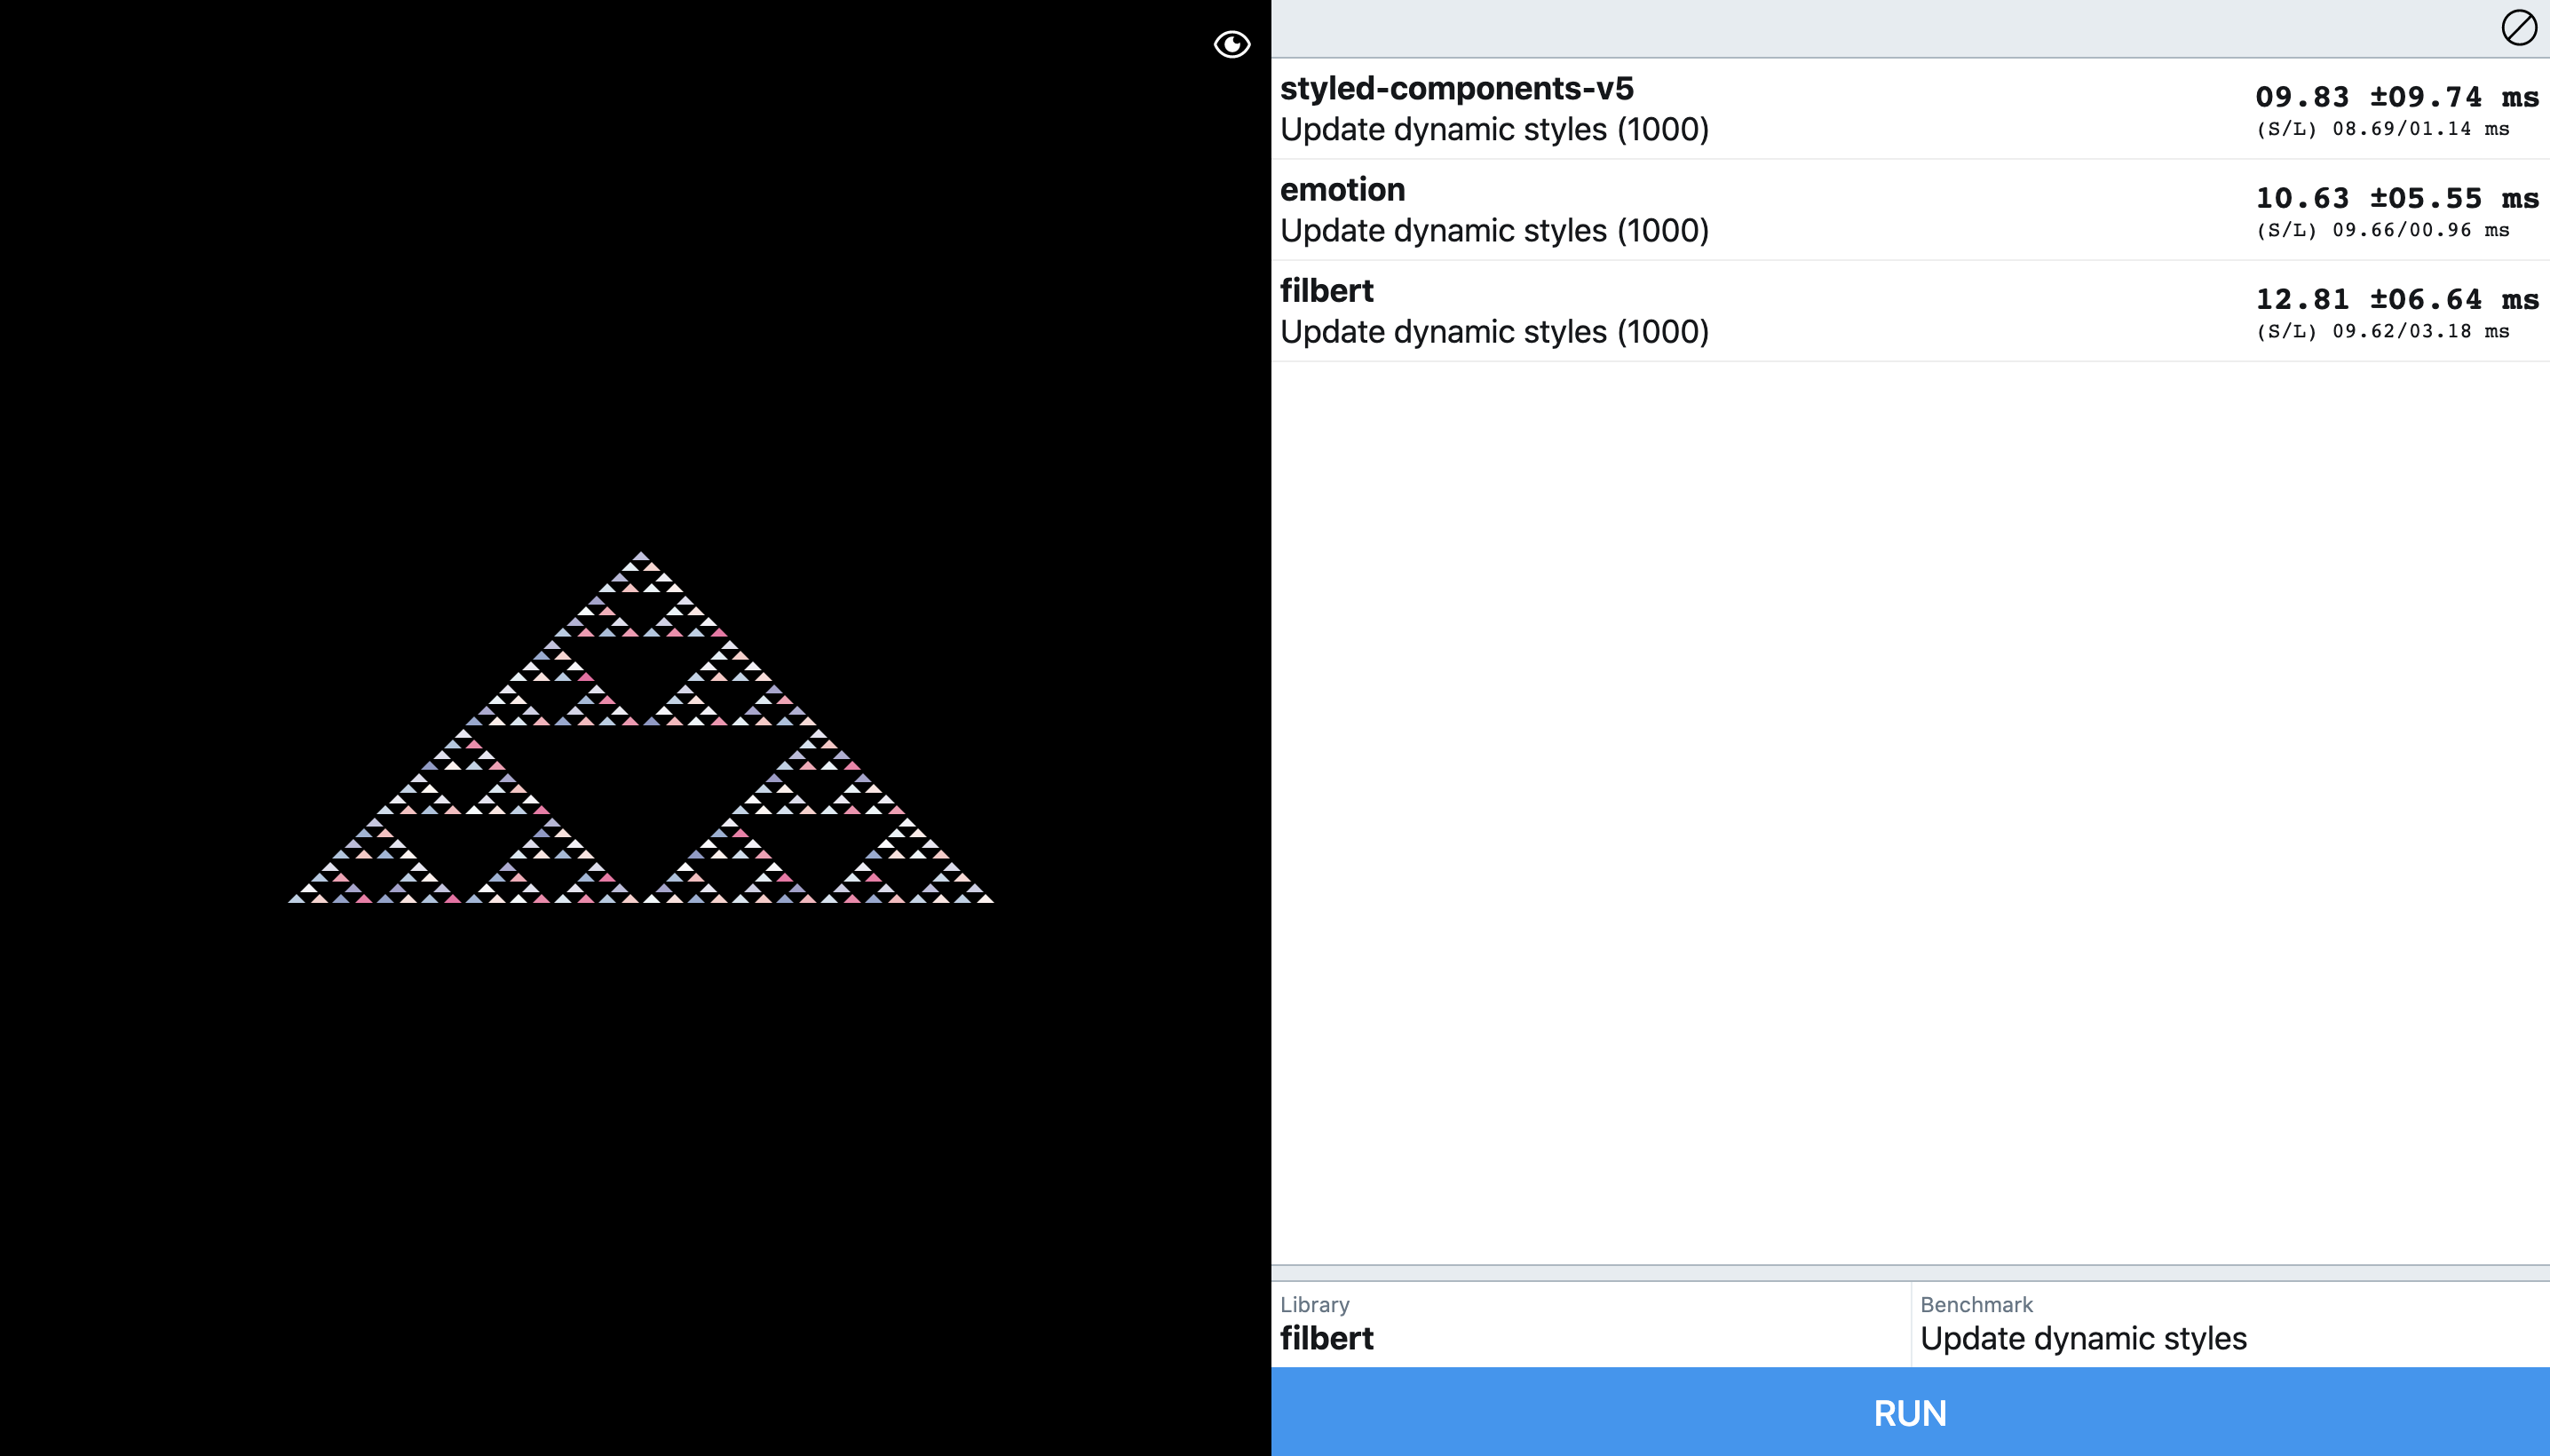 styled-components-v5
Update dynamic styles (1000)
09.83 ±09.74 ms
(S/L) 08.69/01.14 ms
emotion
Update dynamic styles (1000)
10.63 ±05.55 ms
(S/L) 09.66/00.96 ms
filbert
Update dynamic styles (1000)
12.81 ±06.64 ms
(S/L) 09.62/03.18 ms
Library
filbert
Benchmark
Update dynamic styles
RUN